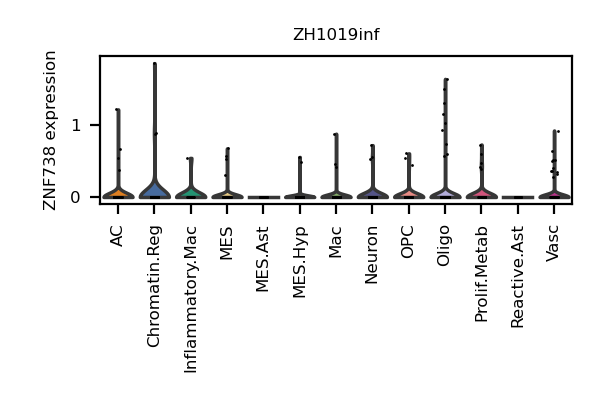 ZH1019inf
ZNF738 expression
1
0
AC
Chromatin.Reg
Inflammatory.Mac
MES
MES.Ast
MES.Hyp
Mac
Neuron
OPC
Oligo
Prolif.Metab
Reactive.Ast
Vasc